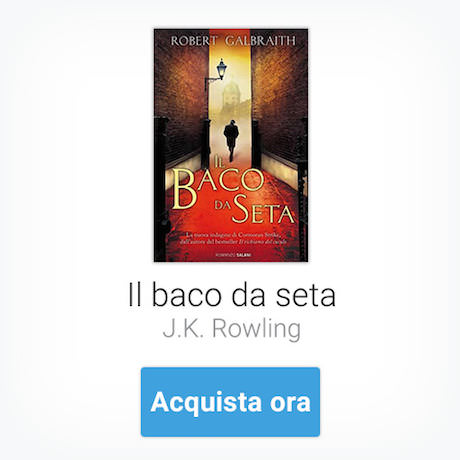 ROBERT GALBRAITH
IL
BACO
DA SETA
La nuova indagine di Cormoran Strike,
dall'autore del bestseller Il richiamo del cuculo
ROMANZO SALANI
Il baco da seta
J.K. Rowling
Acquista ora